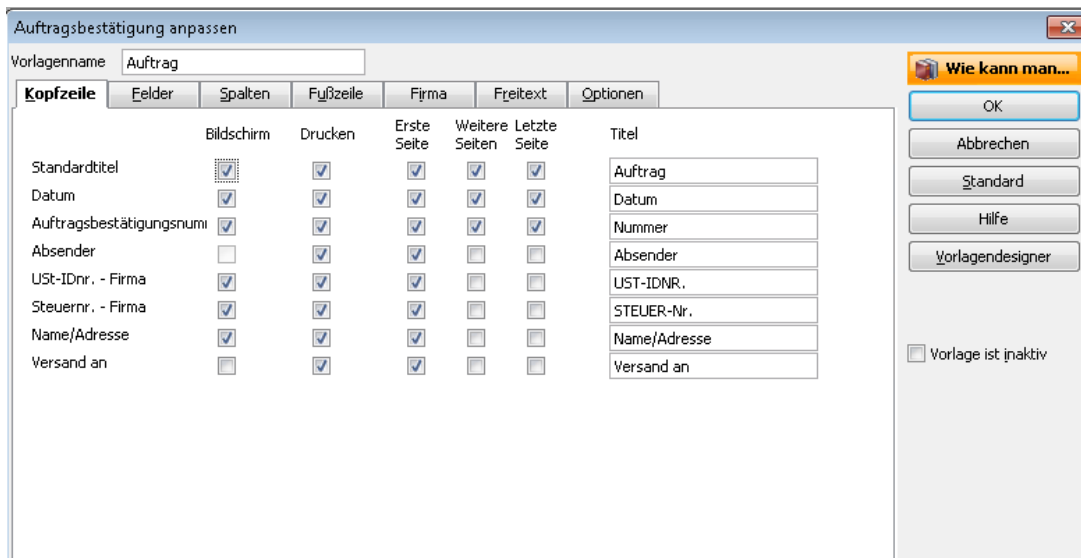 Auftragsbestätigung anpassen
Vorlagenname Auftrag
Wie kann man...
Kopfzeile Felder Spalten Fußzeile Firma Freitext Optionen
OK
Abbrechen
Standard
Hilfe
Vorlagendesigner
Vorlage ist inaktiv
Bildschirm Drucken Erste Seite Weitere Seiten Letzte Seite Titel
Standardtitel Auftrag
Datum Datum
Auftragsbestätigungsnum Nummer
Absender Absender
USt-IDnr. - Firma UST-IDNR.
Steuernr. - Firma STEUER-Nr.
Name/Adresse Name/Adresse
Versand an Versand an